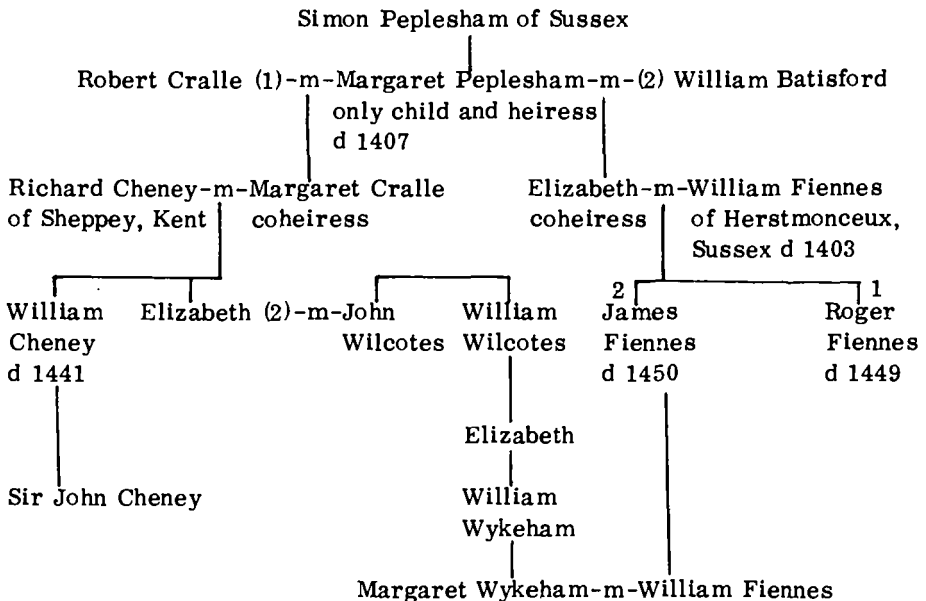 Simon Peplesham of Sussex
Robert Cralle (1)-m-Margaret Peplesham-m-(2) William Batisford
only child and heiress
d 1407
Richard Cheney-m-Margaret Cralle
of Sheppey, Kent coheiress
Elizabeth-m-William Fiennes
coheiress of Herstmonceux,
Sussex d 1403
William
Cheney
d 1441
Elizabeth (2)-m-John
Wilcotes
William
Wilcotes
2
James
Fiennes
d 1450
1
Roger
Fiennes
d 1449
Elizabeth
Sir John Cheney
William
Wykeham
Margaret Wykeham-m-William Fiennes